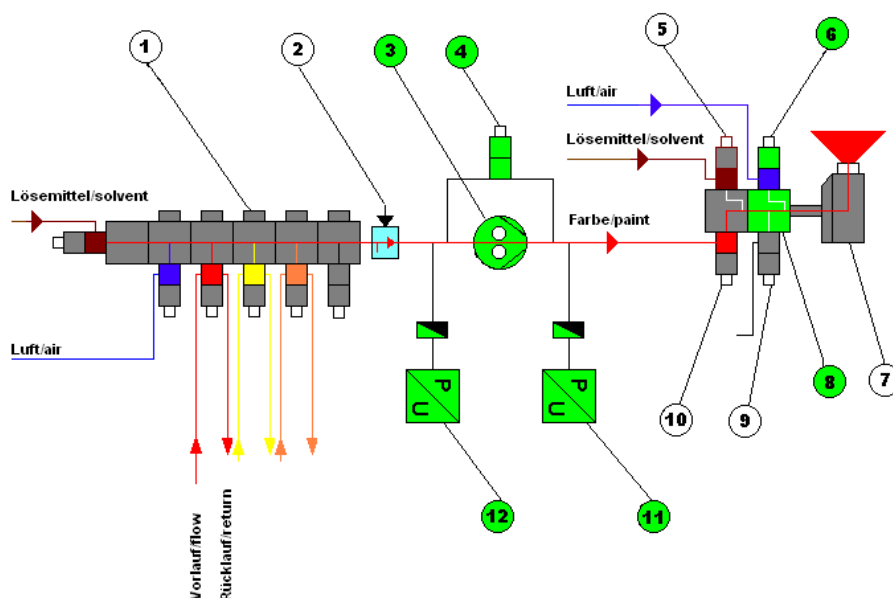 1
2
3
4
5
6
Luft/air
Lösemittel/solvent
Lösemittel/solvent
Farbe/paint
Luft/air
P
U
P
U
10
9
8
7
12
11
Vorlauf/flow
Rücklauf/return